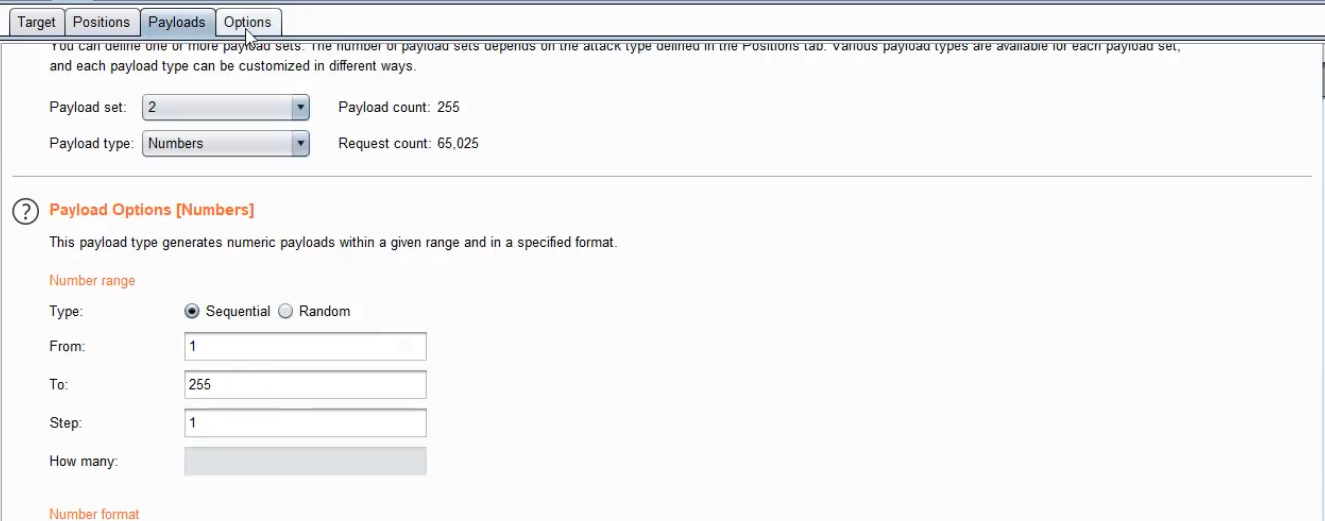 Target Positions Payloads Options
You can define one or more payload sets. The number of payload sets depends on the attack type defined in the Positions tab. Various payload types are available for each payload set,
and each payload type can be customized in different ways.
Payload set: 2 Payload count: 255
Payload type: Numbers Request count: 65,025
? Payload Options [Numbers]
This payload type generates numeric payloads within a given range and in a specified format.
Number range
Type: Sequential Random
From: 1
To: 255
Step: 1
How many:
Number format